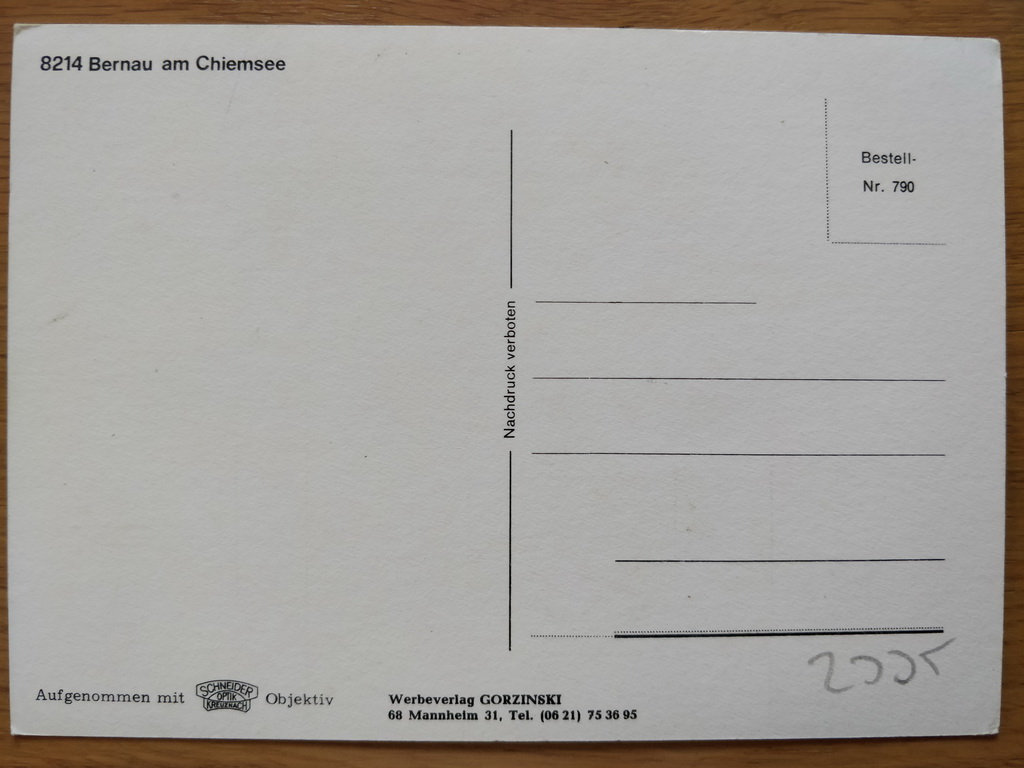 8214 Bernau am Chiemsee
Bestell-
Nr. 790
Nachdruck verboten
Aufgenommen mit SCHNEIDER OPTIK KREUZNACH Objektiv
Werbeverlag GORZINSKI
68 Mannheim 31, Tel. (06 21) 75 36 95